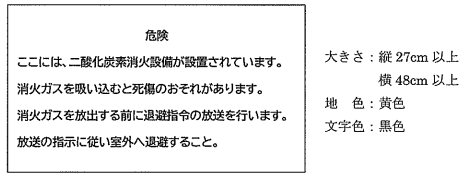 危険
ここには、二酸化炭素消火設備が設置されています。
消火ガスを吸い込むと死傷のおそれがあります。
消火ガスを放出する前に退避指令の放送を行います。
放送の指示に従い室外へ退避すること。
大きさ：縦 27cm 以上
横 48cm 以上
地　色：黄色
文字色：黒色